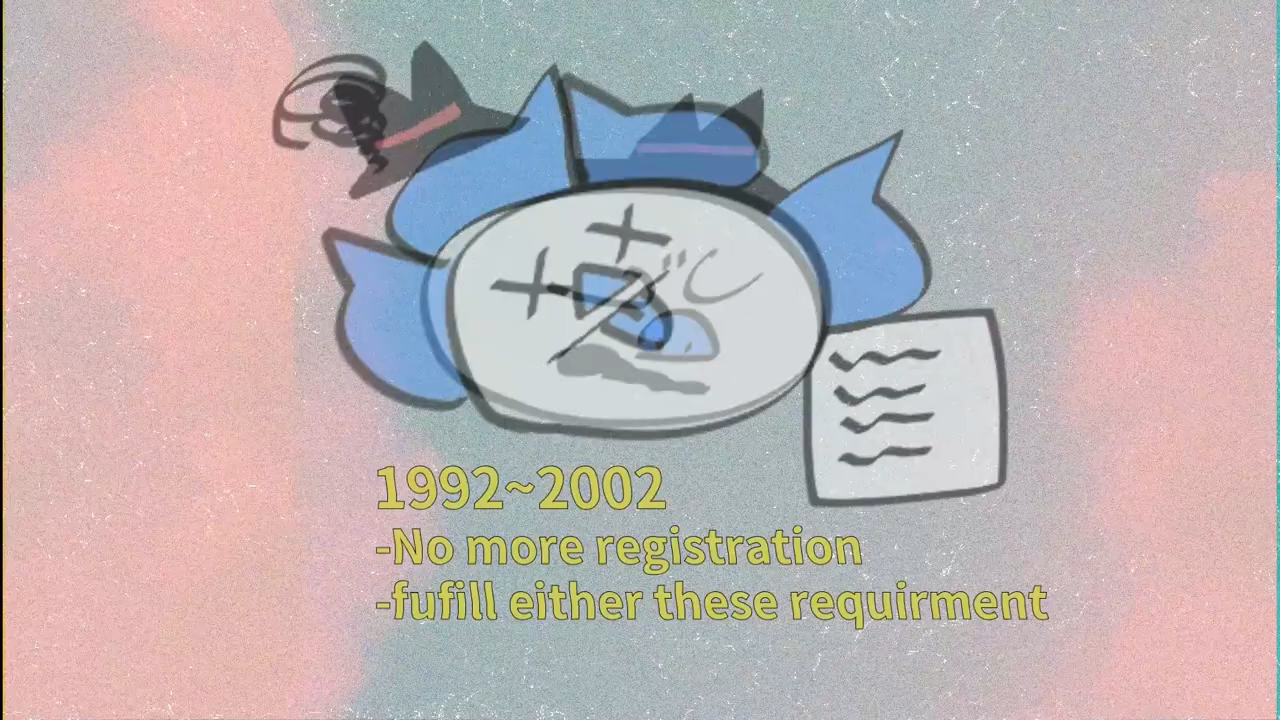 1992~2002
-No more registration
-fufill either these requirment